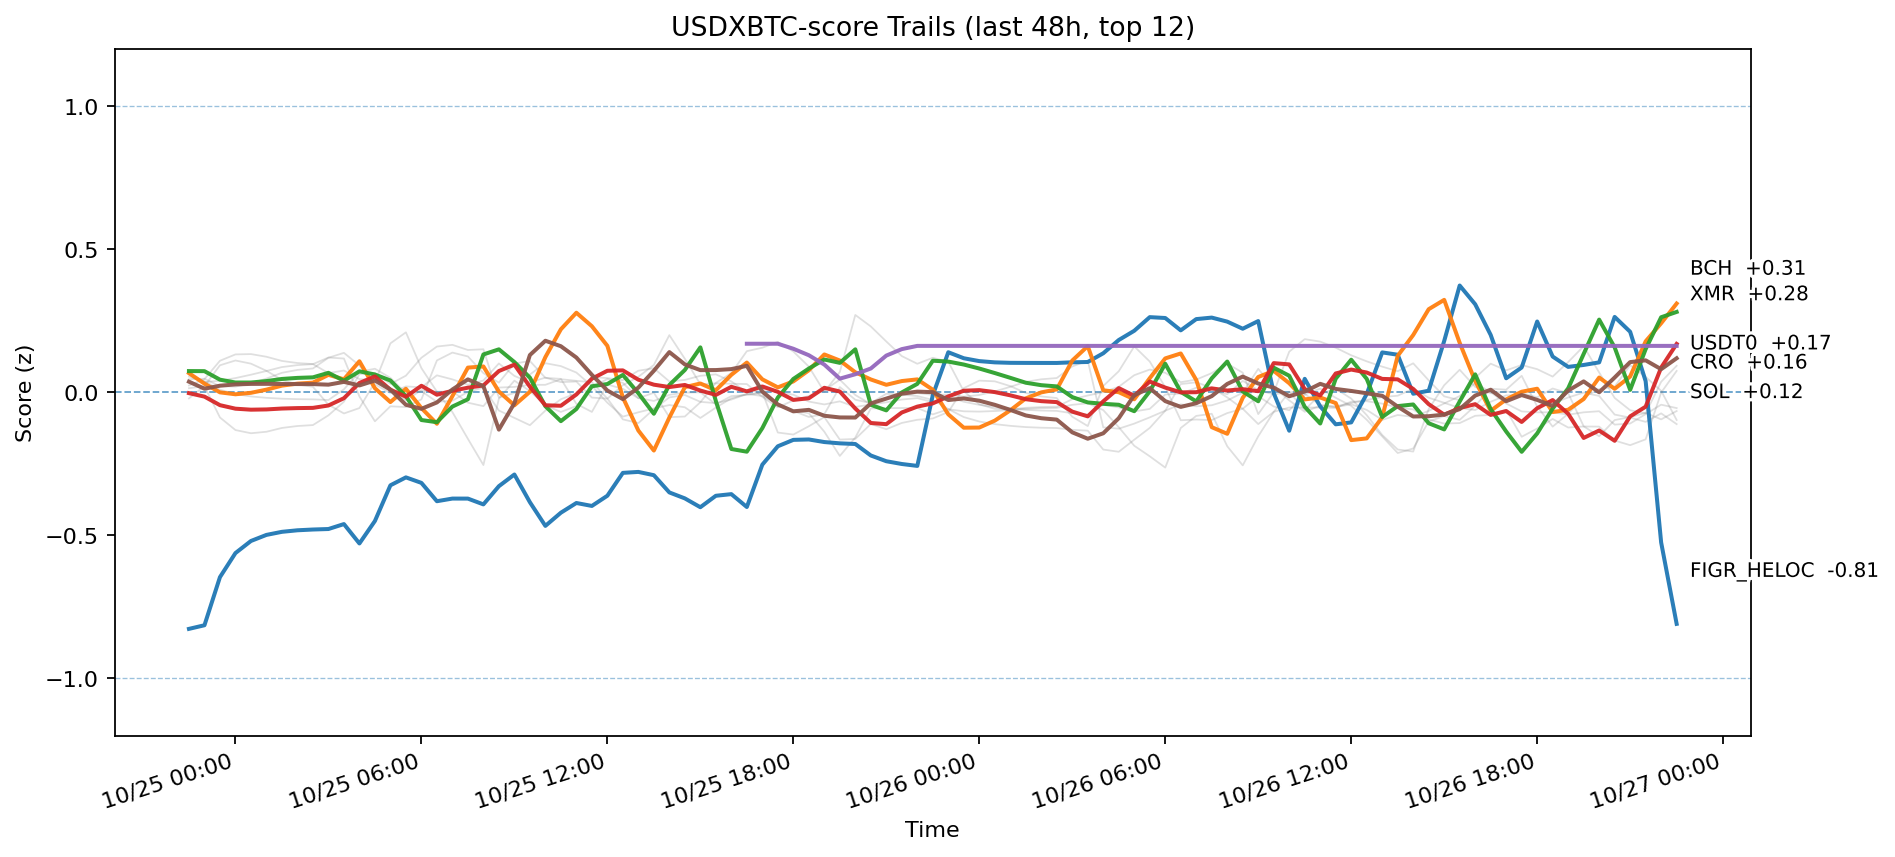 USDXBTC-score Trails (last 48h, top 12)
Score (z)
1.0
0.5
0.0
−0.5
−1.0
BCH +0.31
XMR +0.28
USDT0 +0.17
CRO +0.16
SOL +0.12
FIGR_HELOC -0.81
10/25 00:00
10/25 06:00
10/25 12:00
10/25 18:00
10/26 00:00
10/26 06:00
10/26 12:00
10/26 18:00
10/27 00:00
Time